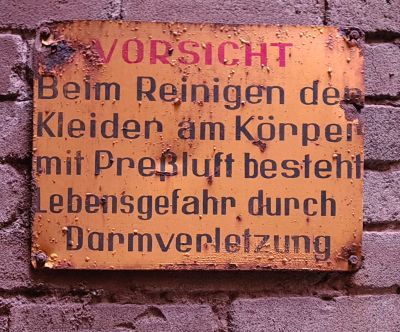 VORSICHT
Beim Reinigen der
Kleider am Körper
mit Preßluft besteht
Lebensgefahr durch
Darmverletzung